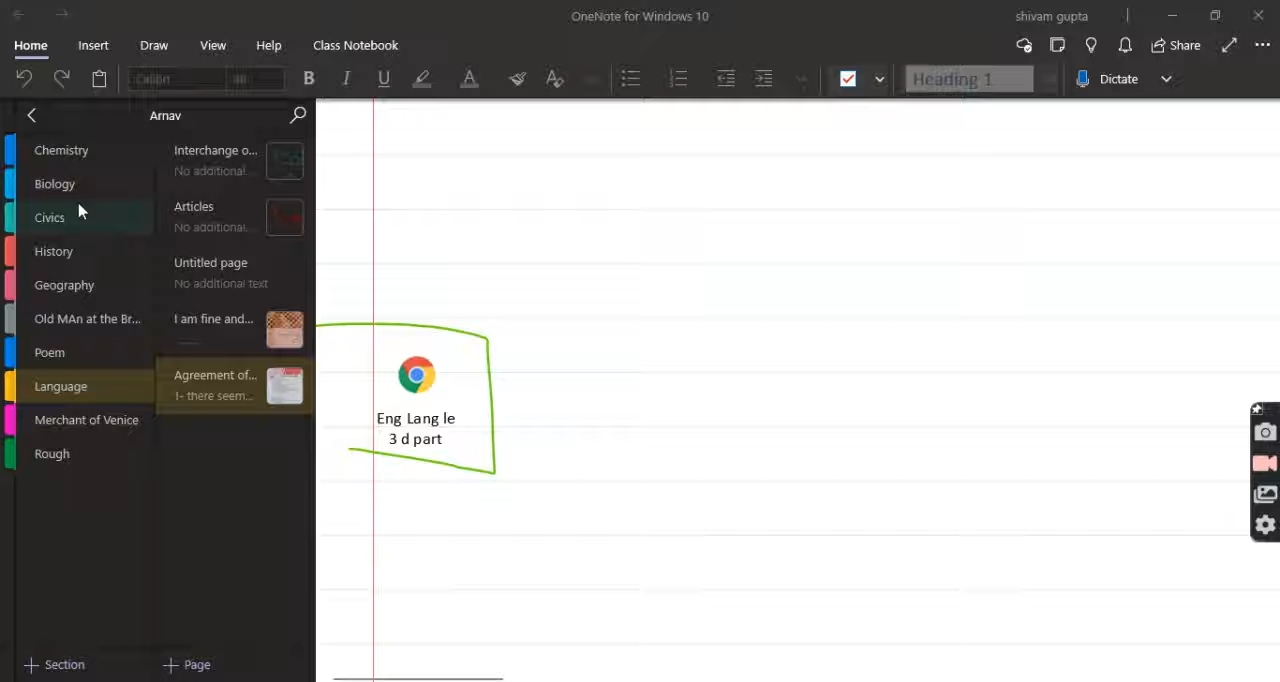 OneNote for Windows 10
shivam gupta
Home
Insert
Draw
View
Help
Class Notebook
Share
B
I
U
A
Heading 1
Dictate
Arnav
Chemistry
Biology
Civics
History
Geography
Old MAn at the Br...
Poem
Language
Merchant of Venice
Rough
Interchange o...
No additional...
Articles
No additional...
Untitled page
No additional text
I am fine and...
Agreement of...
1- there seem...
Eng Lang le
3 d part
Section
Page